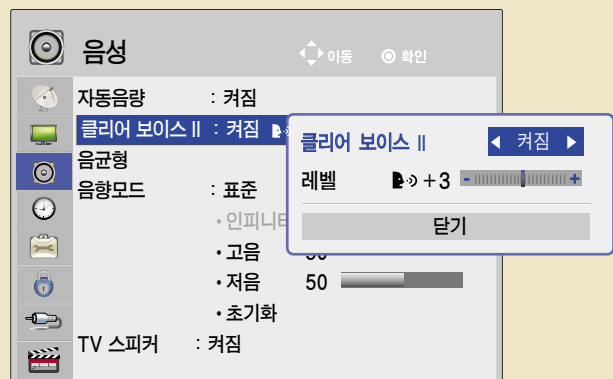 음성
이동 확인
자동음량 : 켜짐
클리어 보이스 II : 켜짐
음균형
음향모드 : 표준
• 인피니
• 고음
• 저음 50
• 초기화
TV 스피커 : 켜짐
클리어 보이스 II ◀ 켜짐 ▶
레벨 +3 - +
닫기